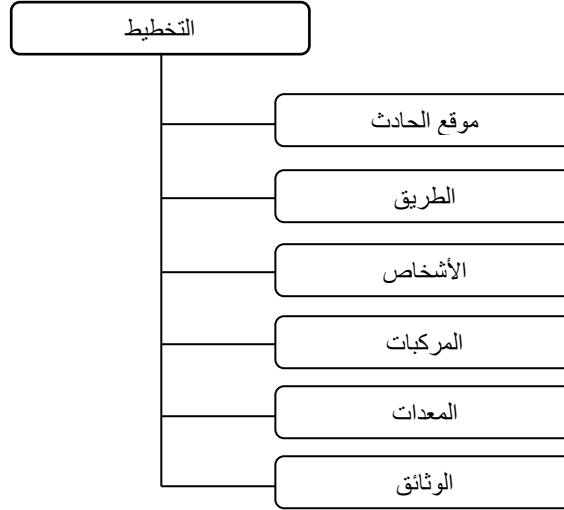 التخطيط
موقع الحادث
الطريق
الأشخاص
المركبات
المعدات
الوثائق